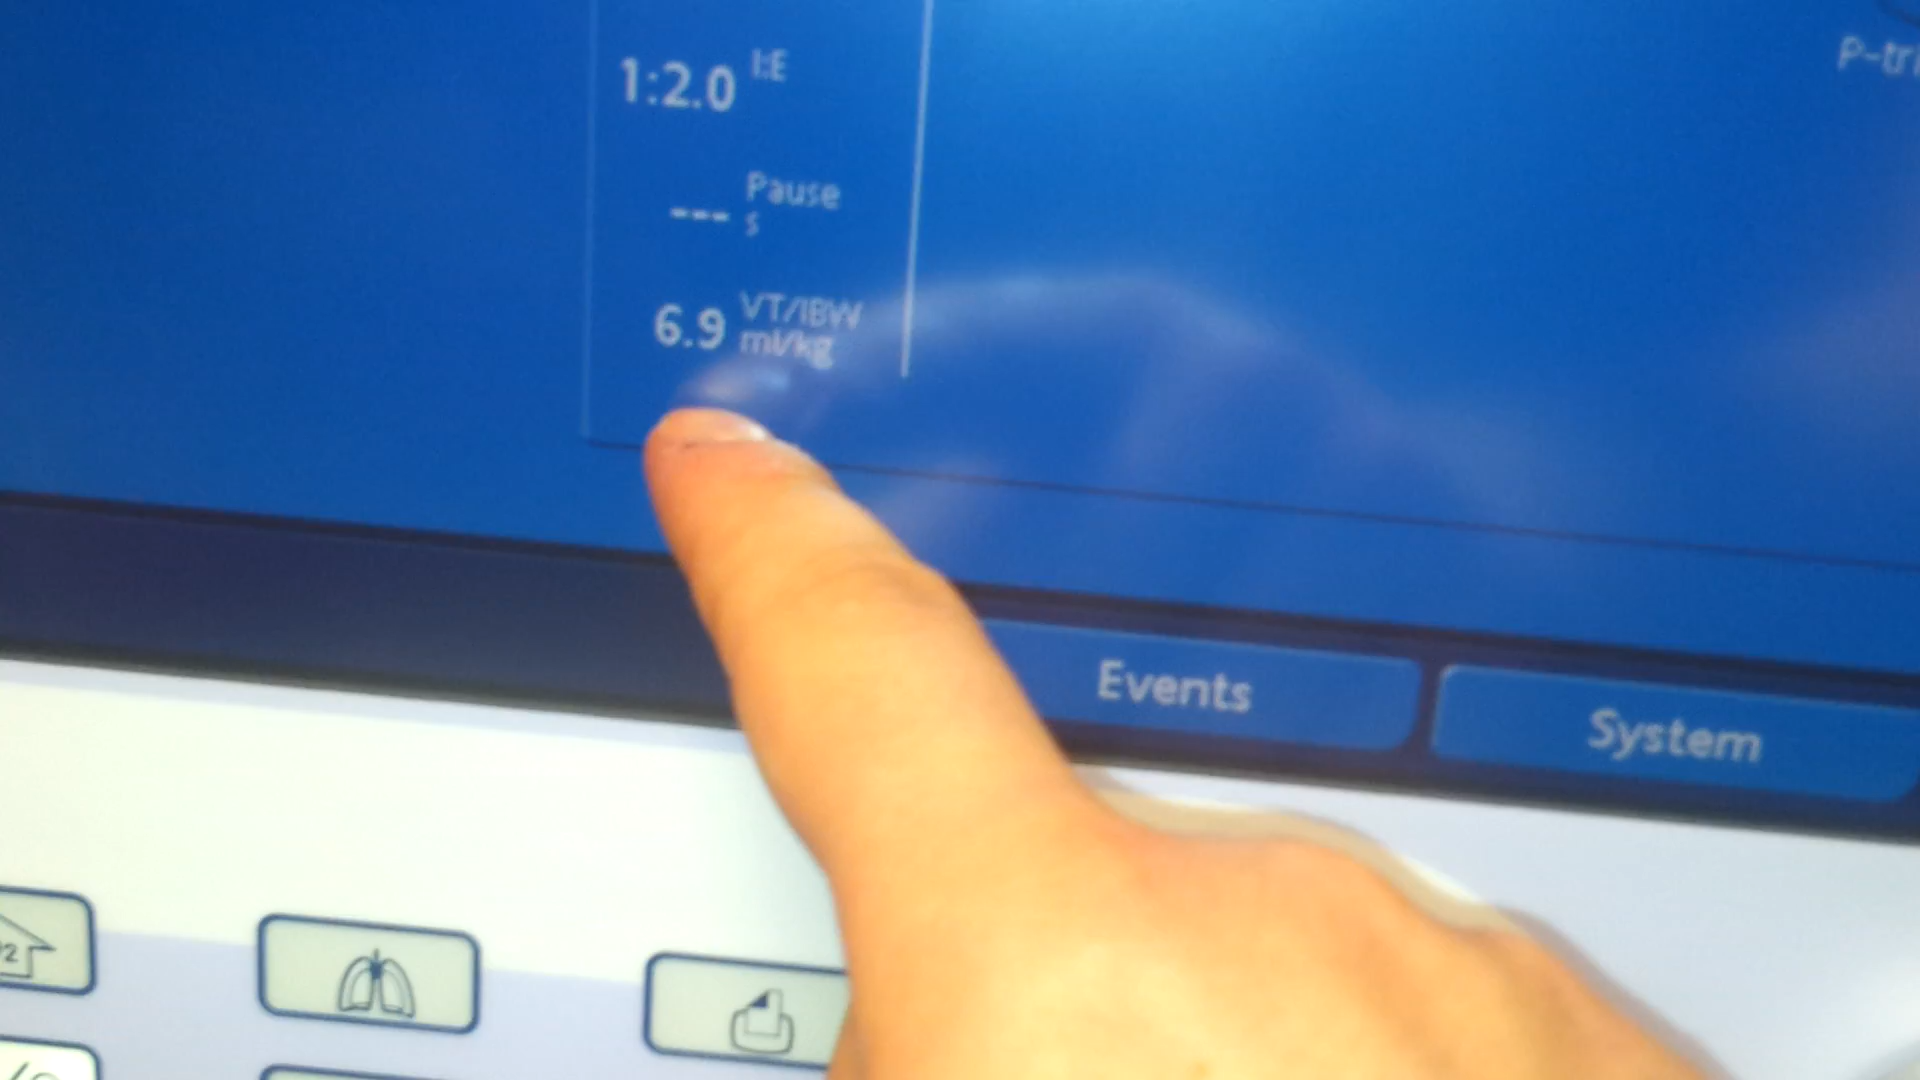 1:2.0 I:E
--- Pause
s
6.9 VT/IBW
ml/kg
P-tri
Events
System